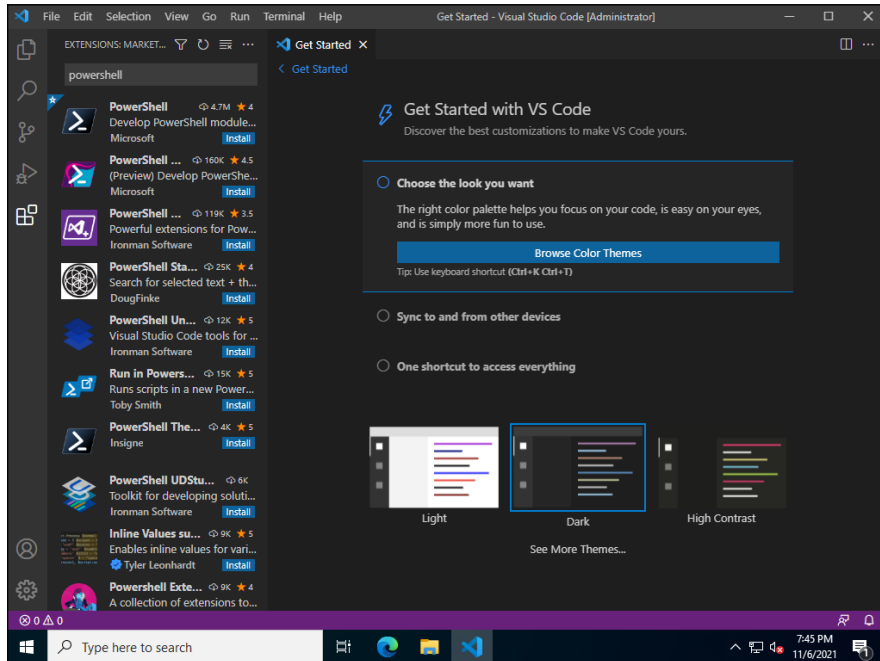 File Edit Selection View Go Run Terminal Help
Get Started - Visual Studio Code [Administrator]
EXTENSIONS: MARKET...
powershell
PowerShell 4.7M ★ 4
Develop PowerShell module...
Microsoft Install
PowerShell ... 160K ★ 4.5
(Preview) Develop PowerShe...
Microsoft Install
PowerShell ... 119K ★ 3.5
Powerful extensions for Pow...
Ironman Software Install
PowerShell Sta... 25K ★ 4
Search for selected text + th...
DougFinke Install
PowerShell Un... 12K ★ 5
Visual Studio Code tools for ...
Ironman Software Install
Run in Powers... 15K ★ 5
Runs scripts in a new Power...
Toby Smith Install
PowerShell The... 4K ★ 5
Insigne Install
PowerShell UDStu... 6K
Toolkit for developing soluti...
Ironman Software Install
Inline Values su... 9K ★ 5
Enables inline values for vari...
Tyler Leonhardt Install
Powershell Exte... 9K ★ 4
A collection of extensions to...
Get Started
Get Started
Get Started with VS Code
Discover the best customizations to make VS Code yours.
Choose the look you want
The right color palette helps you focus on your code, is easy on your eyes,
and is simply more fun to use.
Browse Color Themes
Tip: Use keyboard shortcut (Ctrl+K Ctrl+T)
Sync to and from other devices
One shortcut to access everything
Light
Dark
High Contrast
See More Themes...
0 0
Type here to search
7:45 PM
11/6/2021
1